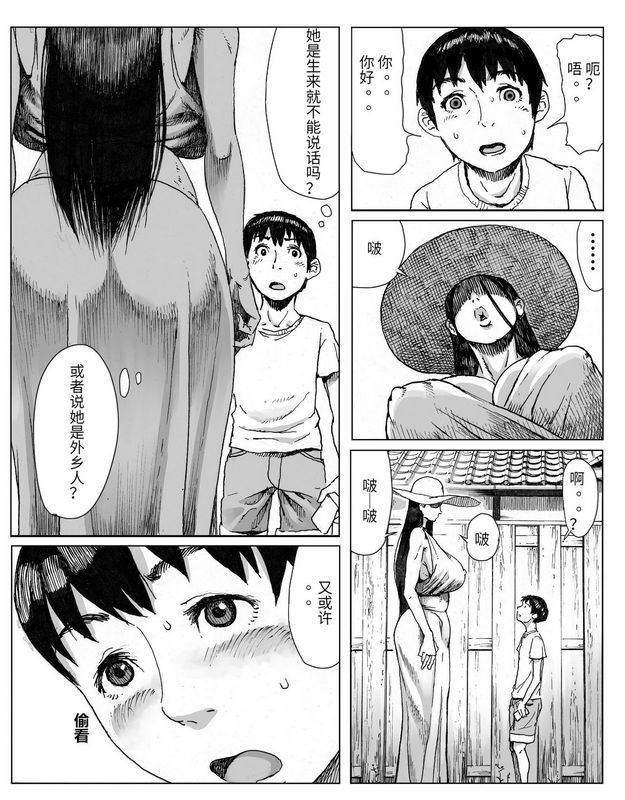 呃？
唔。。
你。。
你好。。
・・・・・
啵
啊。。。？
啵
啵
啵
她是生来就不能说话吗？
或者说她是外乡人？
又或许
。。
偷看